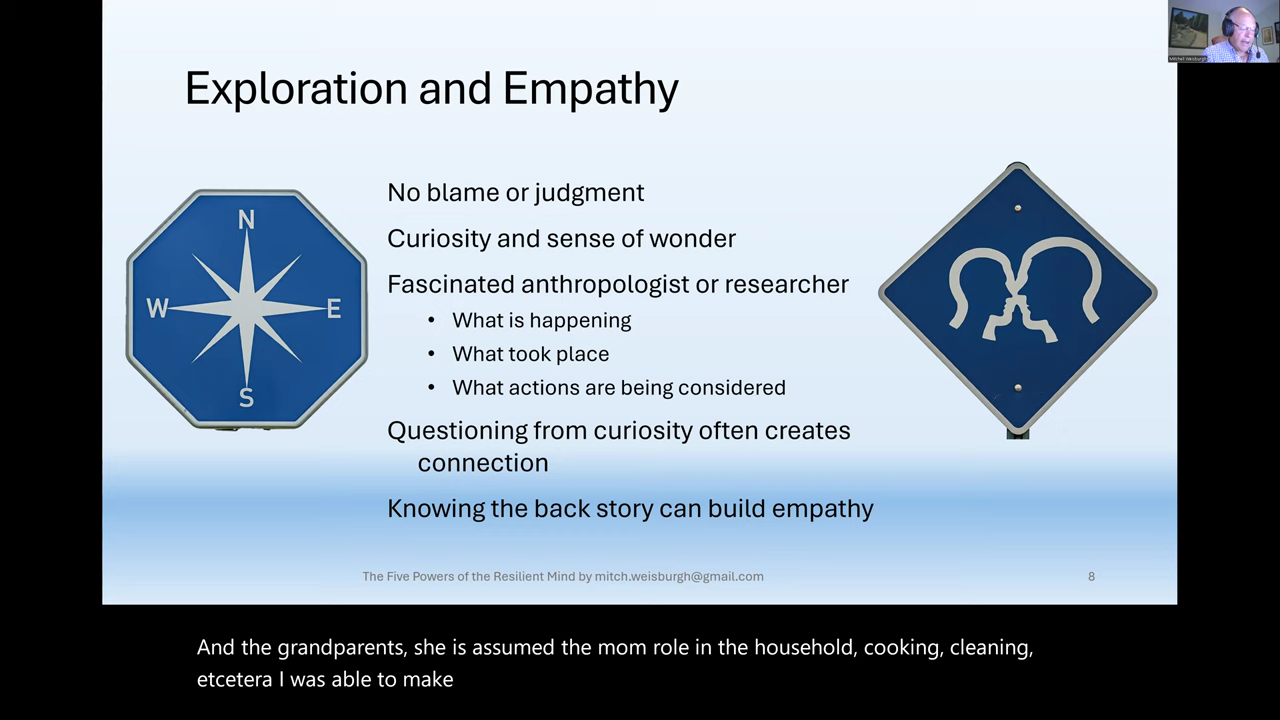 Exploration and Empathy
Mitchell Weisburgh
N
W
E
S
No blame or judgment
Curiosity and sense of wonder
Fascinated anthropologist or researcher
• What is happening
• What took place
• What actions are being considered
Questioning from curiosity often creates
connection
Knowing the back story can build empathy
The Five Powers of the Resilient Mind by mitch.weisburgh@gmail.com
8
And the grandparents, she is assumed the mom role in the household, cooking, cleaning,
etcetera I was able to make